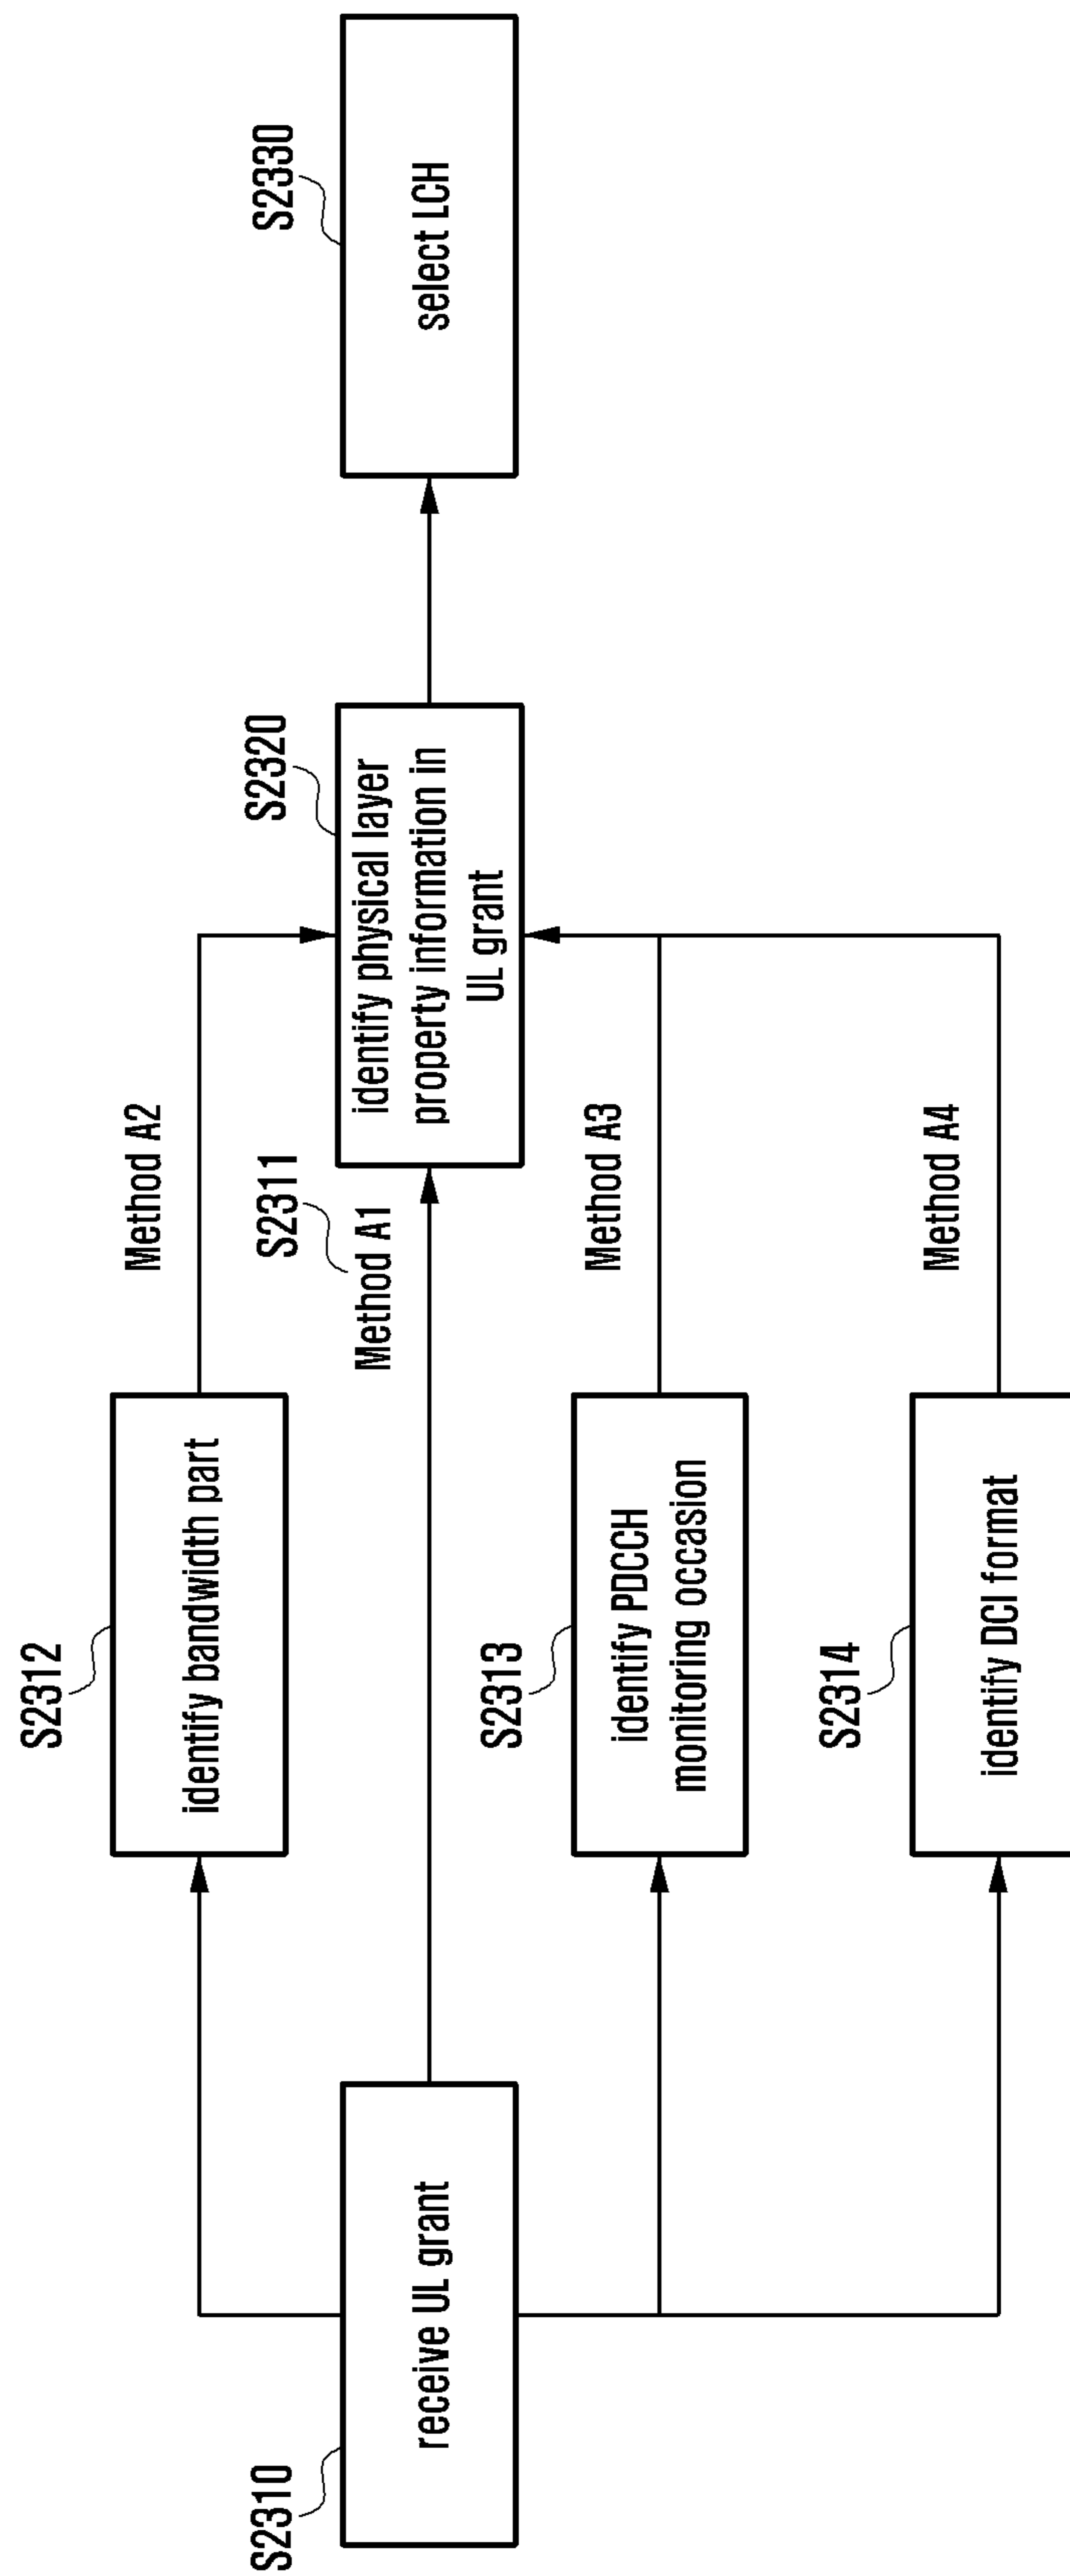 S2310
receive UL grant
S2312
identify bandwidth part
Method A2
S2311
Method A1
S2313
identify PDCCH
monitoring occasion
Method A3
S2314
identify DCI format
Method A4
S2320
identify physical layer
property information in
UL grant
S2330
select LCH